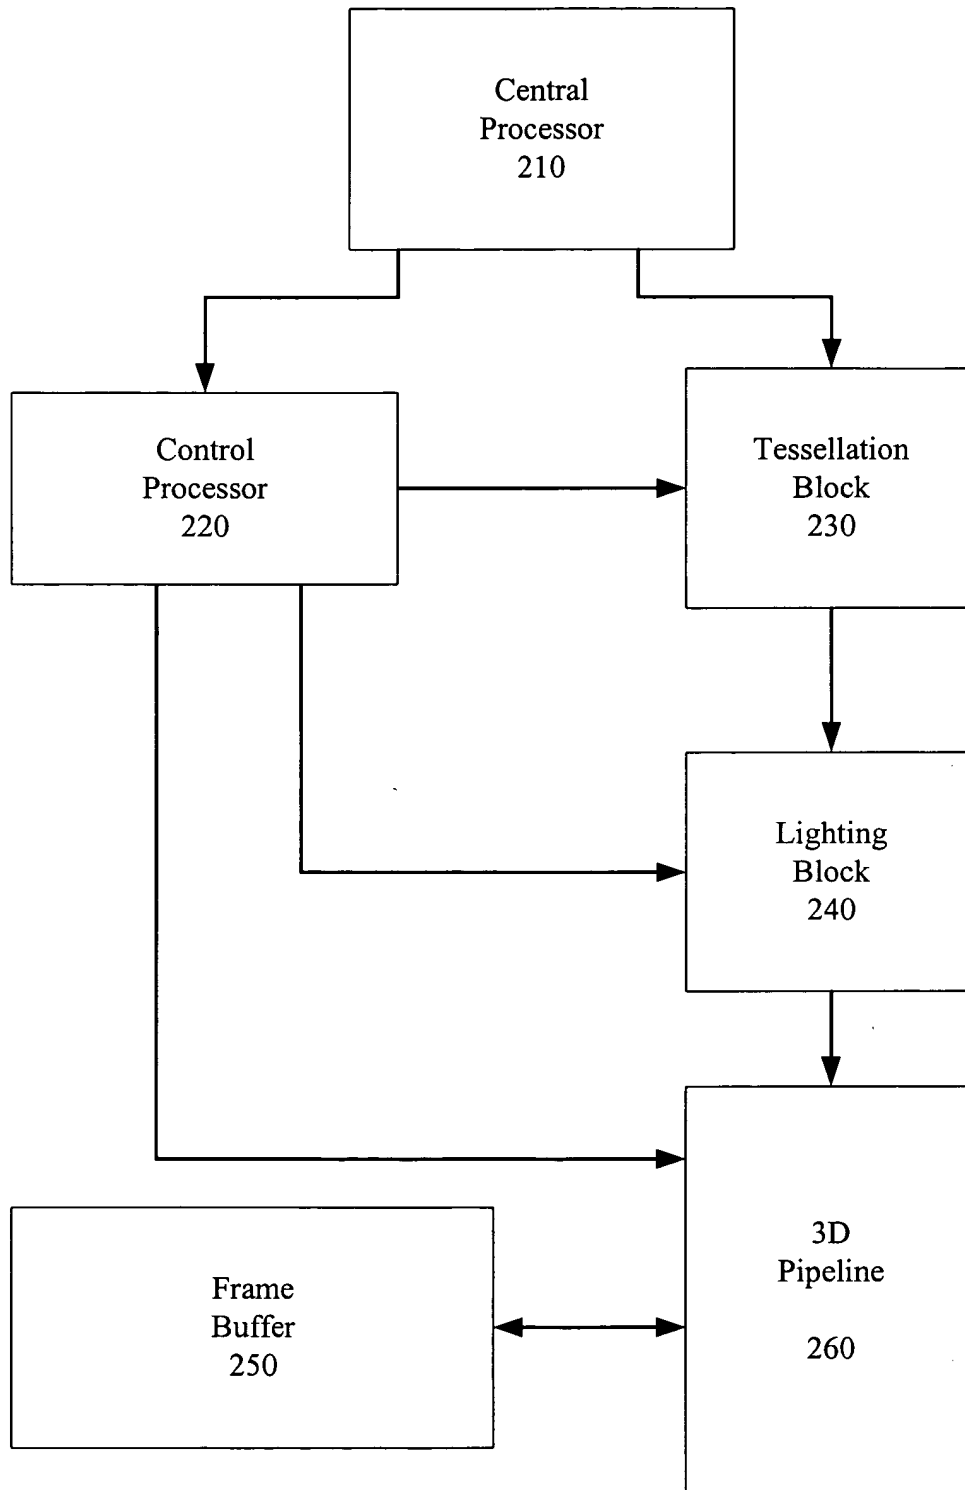 Central
Processor
210
Control
Processor
220
Tessellation
Block
230
Lighting
Block
240
Frame
Buffer
250
3D
Pipeline
260